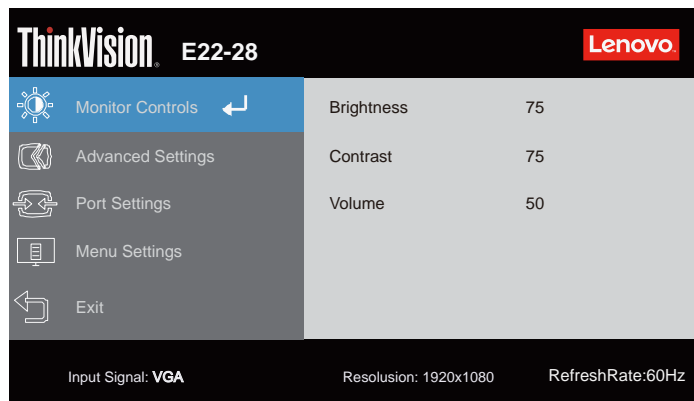 ThinkVision. E22-28 Lenovo.
Monitor Controls Brightness 75
Advanced Settings Contrast 75
Port Settings Volume 50
Menu Settings
Exit
Input Signal: VGA Resolusion: 1920x1080 RefreshRate:60Hz